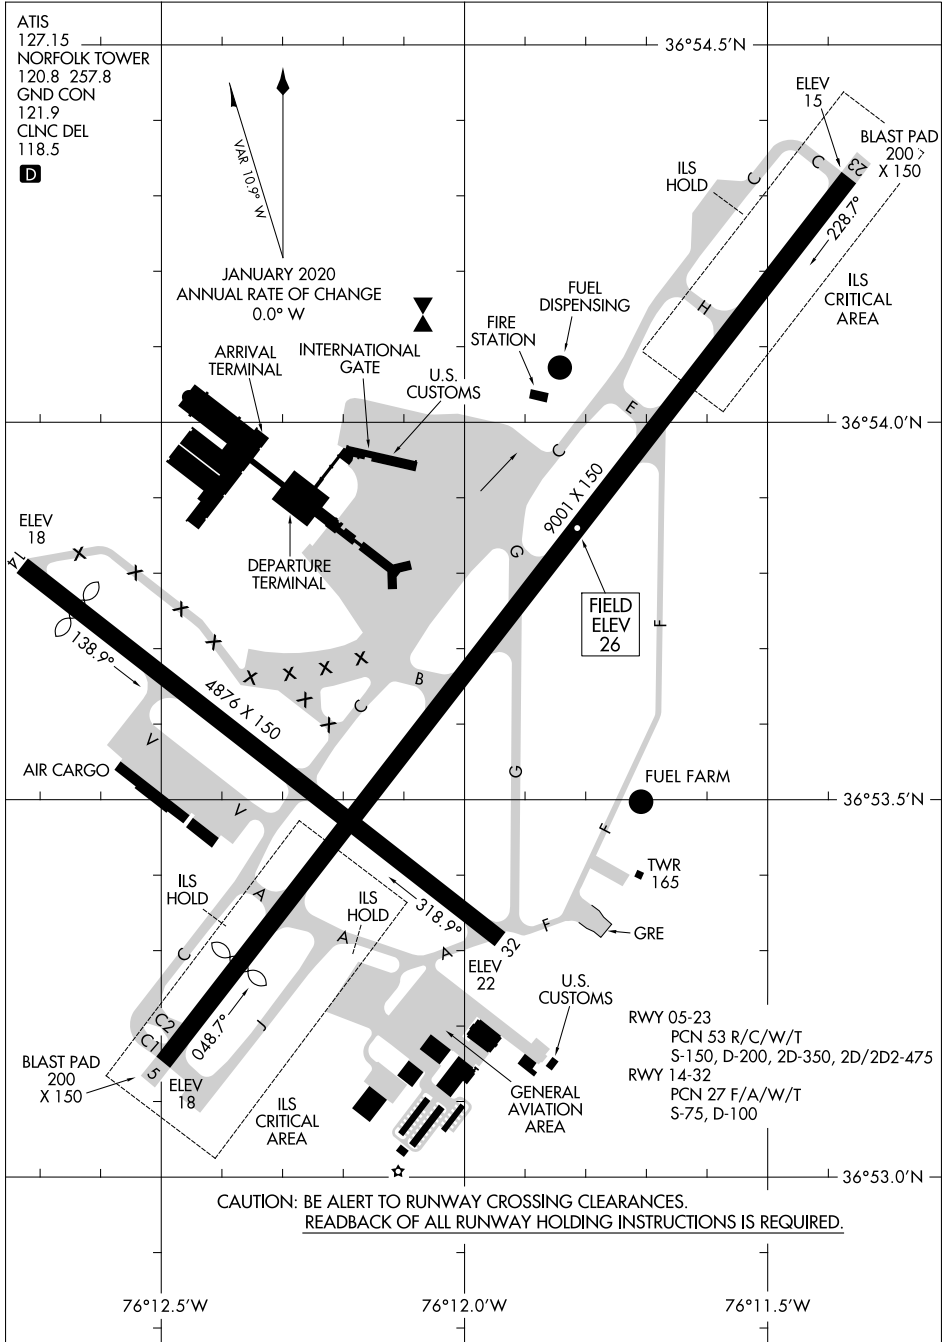 ATIS
127.15
NORFOLK TOWER
120.8 257.8
GND CON
121.9
CLNC DEL
118.5
D
36°54.5'N
VAR 10.9° W
JANUARY 2020
ANNUAL RATE OF CHANGE
0.0° W
ELEV
15
BLAST PAD
200
X 150
23
C
C
ILS
HOLD
228.7°
ILS
CRITICAL
AREA
H
FUEL
DISPENSING
FIRE
STATION
ARRIVAL
TERMINAL
INTERNATIONAL
GATE
U.S.
CUSTOMS
E
36°54.0'N
C
9001 X 150
ELEV
18
14
X
X
X
X
X
X
X
X
X
X
DEPARTURE
TERMINAL
G
FIELD
ELEV
26
F
138.9°
4876 X 150
B
C
V
V
AIR CARGO
G
FUEL FARM
36°53.5'N
F
TWR
165
ILS
HOLD
A
ILS
HOLD
318.9°
A
A
F
GRE
32
ELEV
22
C
U.S.
CUSTOMS
C2
C1
048.7°
J
5
BLAST PAD
200
X 150
ELEV
18
ILS
CRITICAL
AREA
GENERAL
AVIATION
AREA
RWY 05-23
PCN 53 R/C/W/T
S-150, D-200, 2D-350, 2D/2D2-475
RWY 14-32
PCN 27 F/A/W/T
S-75, D-100
36°53.0'N
CAUTION: BE ALERT TO RUNWAY CROSSING CLEARANCES.
READBACK OF ALL RUNWAY HOLDING INSTRUCTIONS IS REQUIRED.
76°12.5'W
76°12.0'W
76°11.5'W